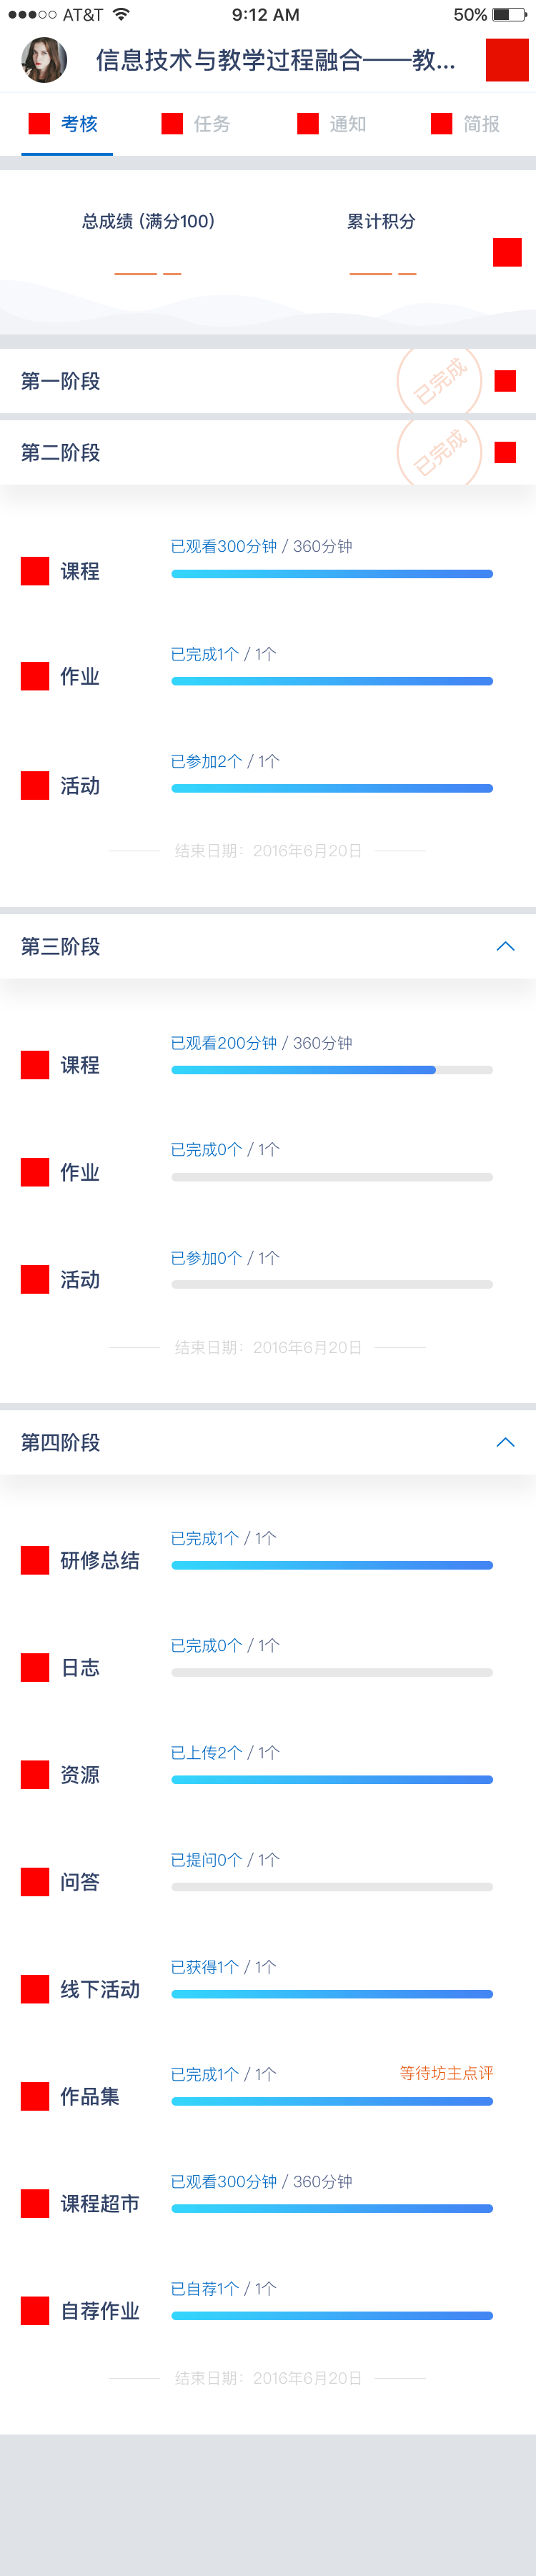 AT&T 9:12 AM 50%
信息技术与教学过程融合——教...
考核 任务 通知 简报
总成绩 (满分100) 累计积分
第一阶段 已完成
第二阶段 已完成
已观看300分钟 / 360分钟
课程
已完成1个 / 1个
作业
已参加2个 / 1个
活动
结束日期：2016年6月20日
第三阶段
已观看200分钟 / 360分钟
课程
已完成0个 / 1个
作业
已参加0个 / 1个
活动
结束日期：2016年6月20日
第四阶段
已完成1个 / 1个
研修总结
已完成0个 / 1个
日志
已上传2个 / 1个
资源
已提问0个 / 1个
问答
已获得1个 / 1个
线下活动
已完成1个 / 1个 等待坊主点评
作品集
已观看300分钟 / 360分钟
课程超市
已自荐1个 / 1个
自荐作业
结束日期：2016年6月20日